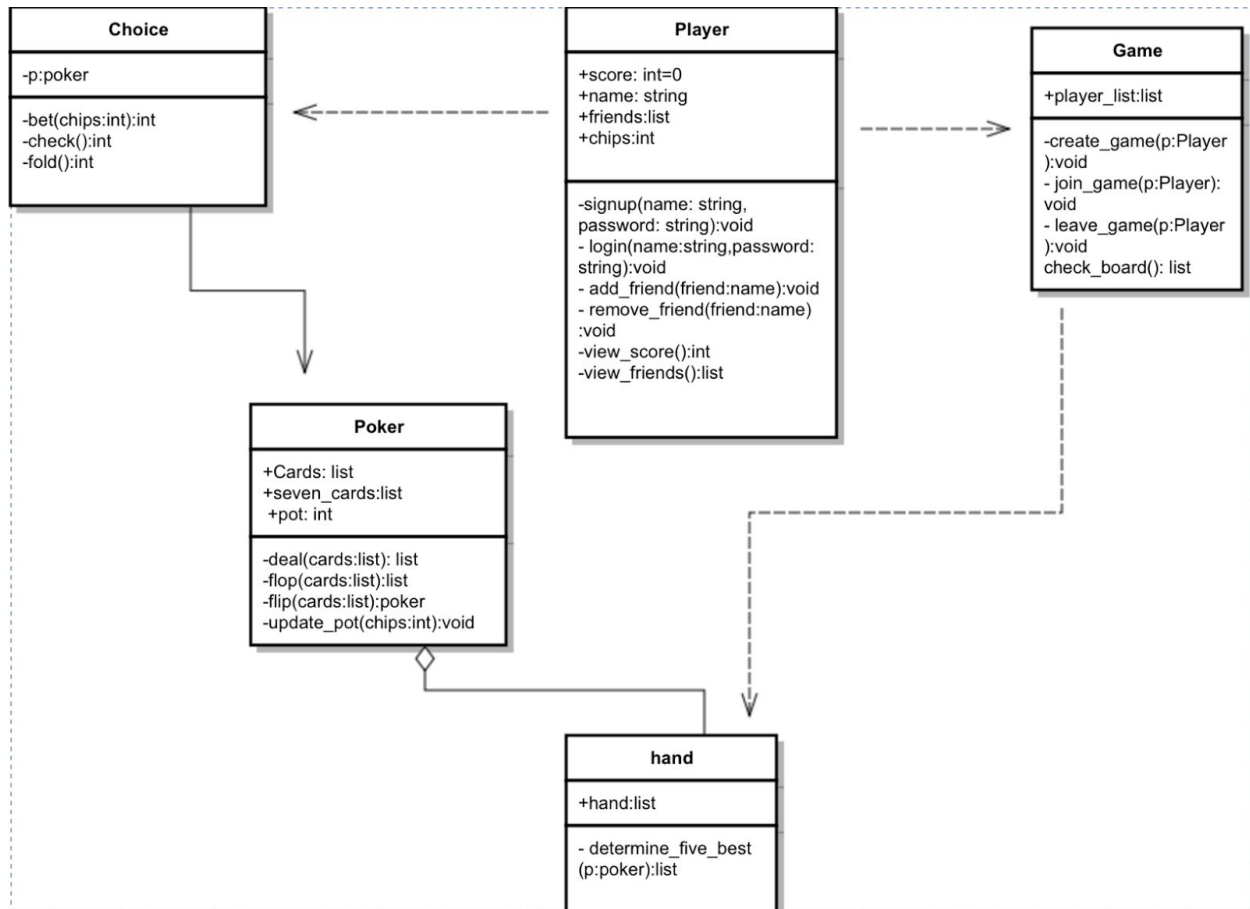 Choice
-p:poker
-bet(chips:int):int
-check():int
-fold():int
Player
+score: int=0
+name: string
+friends:list
+chips:int
-signup(name: string,
password: string):void
- login(name:string,password:
string):void
- add_friend(friend:name):void
- remove_friend(friend:name)
:void
-view_score():int
-view_friends():list
Game
+player_list:list
-create_game(p:Player
):void
- join_game(p:Player):
void
- leave_game(p:Player
):void
check_board(): list
Poker
+Cards: list
+seven_cards:list
+pot: int
-deal(cards:list): list
-flop(cards:list):list
-flip(cards:list):poker
-update_pot(chips:int):void
hand
+hand:list
- determine_five_best
(p:poker):list